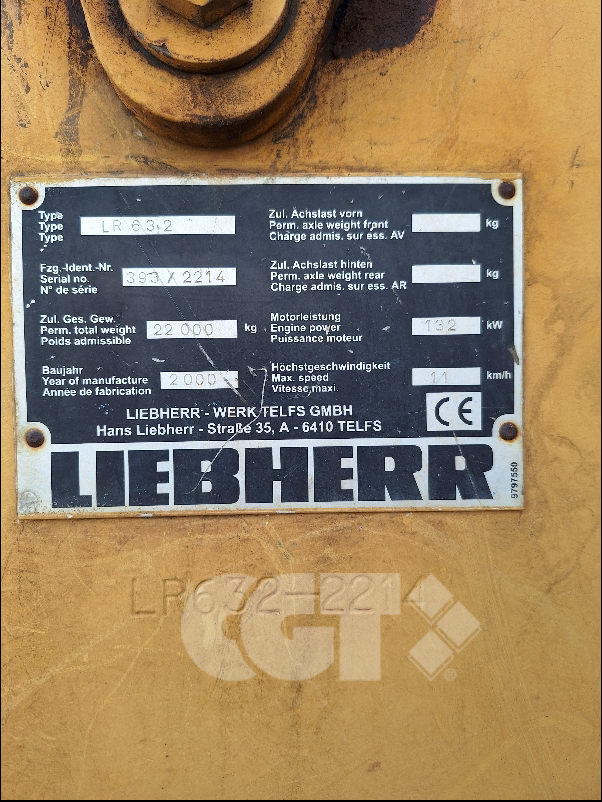 Type
Type
Type
LR 632
Fzg.-Ident.-Nr.
Serial no.
N° de série
393 X 2214
Zul. Ges. Gew.
Perm. total weight
Poids admissible
22 000 kg
Baujahr
Year of manufacture
Année de fabrication
2000
Zul. Achslast vorn
Perm. axle weight front
Charge admis. sur ess. AV
kg
Zul. Achslast hinten
Perm. axle weight rear
Charge admis. sur ess. AR
kg
Motorleistung
Engine power
Puissance moteur
132 kW
Höchstgeschwindigkeit
Max. speed
Vitesse maxi.
11 km/h
LIEBHERR - WERK TELFS GMBH
Hans Liebherr - Straße 35, A - 6410 TELFS
CE
LIEBHERR
9797550
LR632-2214
CGT
®